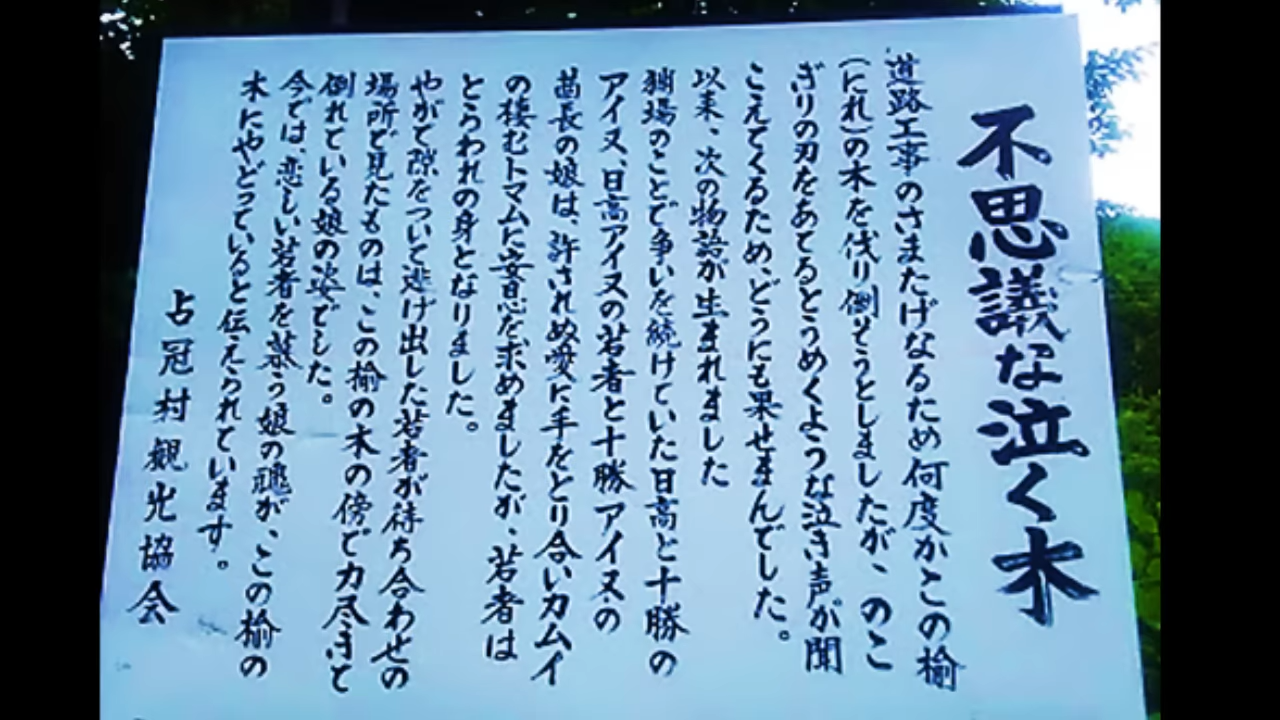 不思議な泣く木
道路工事のさまたげなるため何度かこの楡
(にれ)の木を伐り倒そうとしましたが、のこ
ぎりの刃をあてるとうめくような泣き声が聞
こえてくるため、どうにも果せまんでした。
以来、次の物語が生まれました
猟場のことで争いを続けていた日高と十勝の
アイヌ、日高アイヌの若者と十勝アイヌの
酋長の娘は、許されぬ愛に手をとり合いカムイ
の棲むトマムに安息を求めましたが、若者は
とらわれの身となりました。
やがて隙をついて逃げ出した若者が待ち合わせの
場所で見たものは、この楡の木の傍で力尽きと
倒れている娘の姿でした。
今では、恋しい若者を慕う娘の魂が、この楡の
木にやどっていると伝えられています。
占冠村観光協会